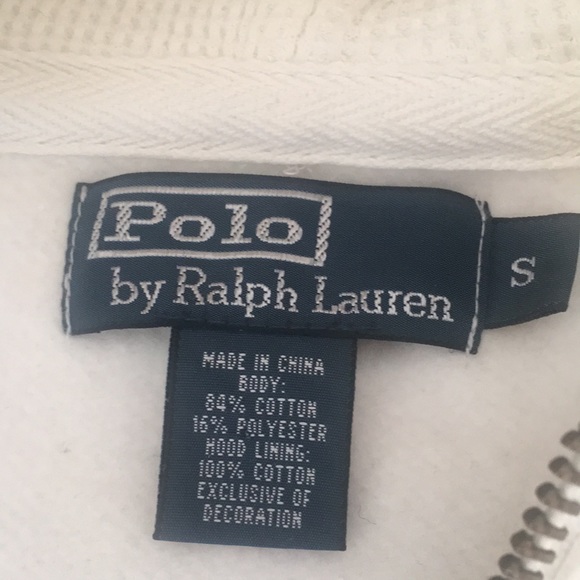 Polo
by Ralph Lauren
S
MADE IN CHINA
BODY:
84% COTTON
16% POLYESTER
HOOD LINING:
100% COTTON
EXCLUSIVE OF
DECORATION